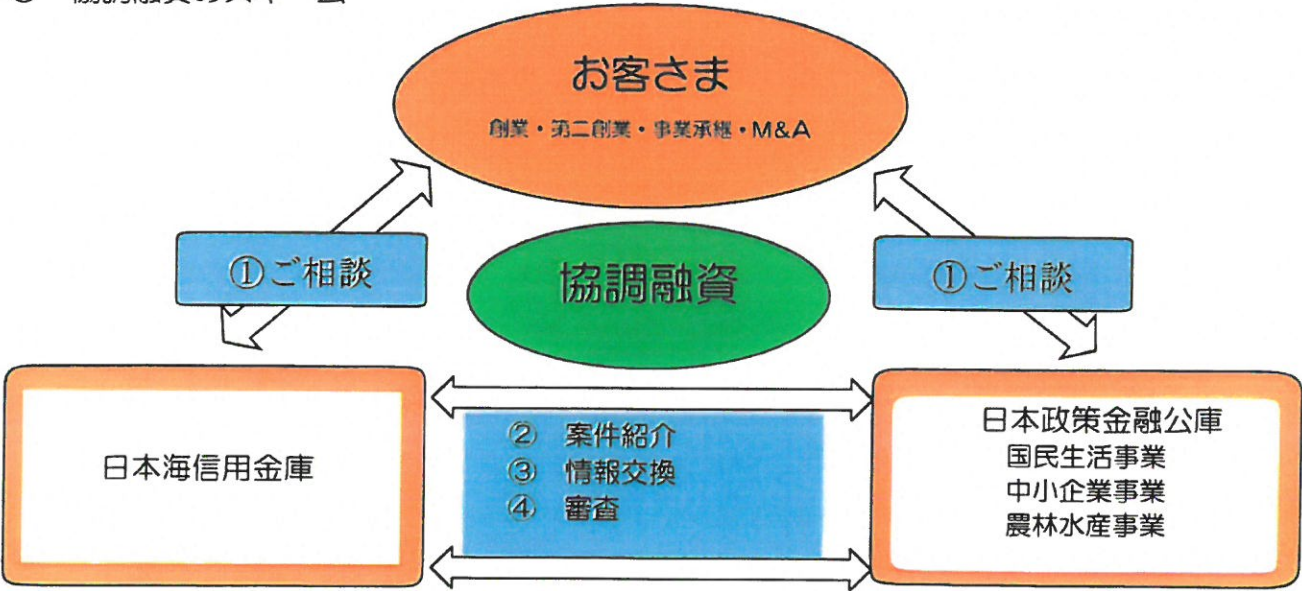 お客さま
創業・第二創業・事業承継・M&A
①ご相談
協調融資
①ご相談
日本海信用金庫
② 案件紹介
③ 情報交換
④ 審査
日本政策金融公庫
国民生活事業
中小企業事業
農林水産事業